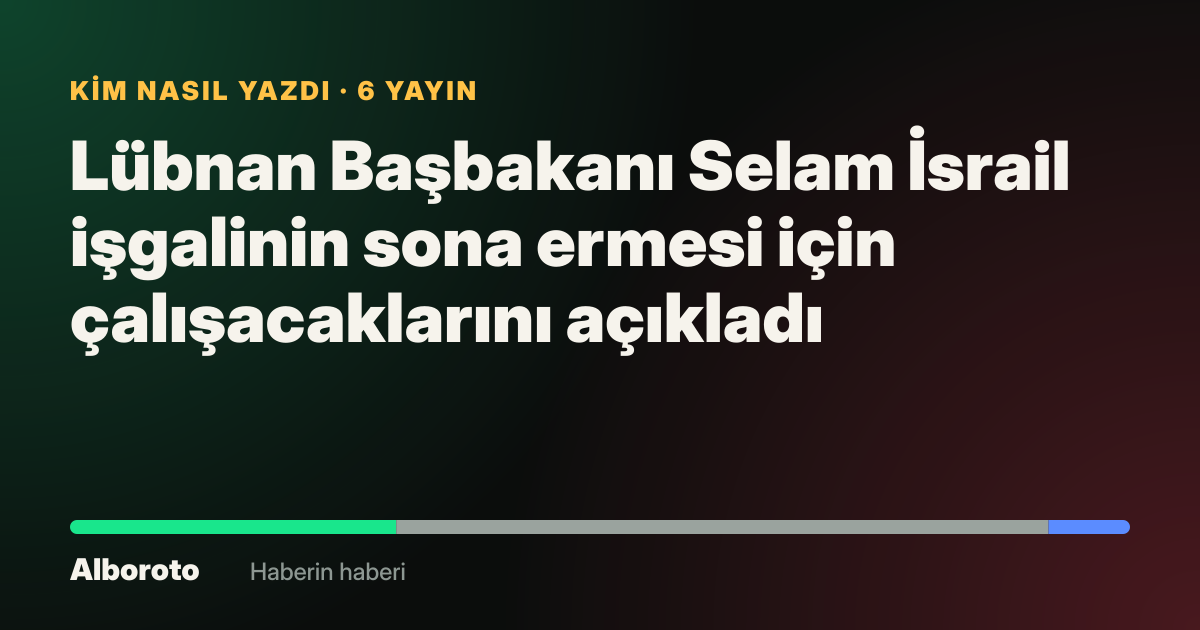 KİM NASIL YAZDI · 6 YAYIN
Lübnan Başbakanı Selam İsrail
işgalinin sona ermesi için
çalışacaklarını açıkladı
Alboroto
Haberin haberi